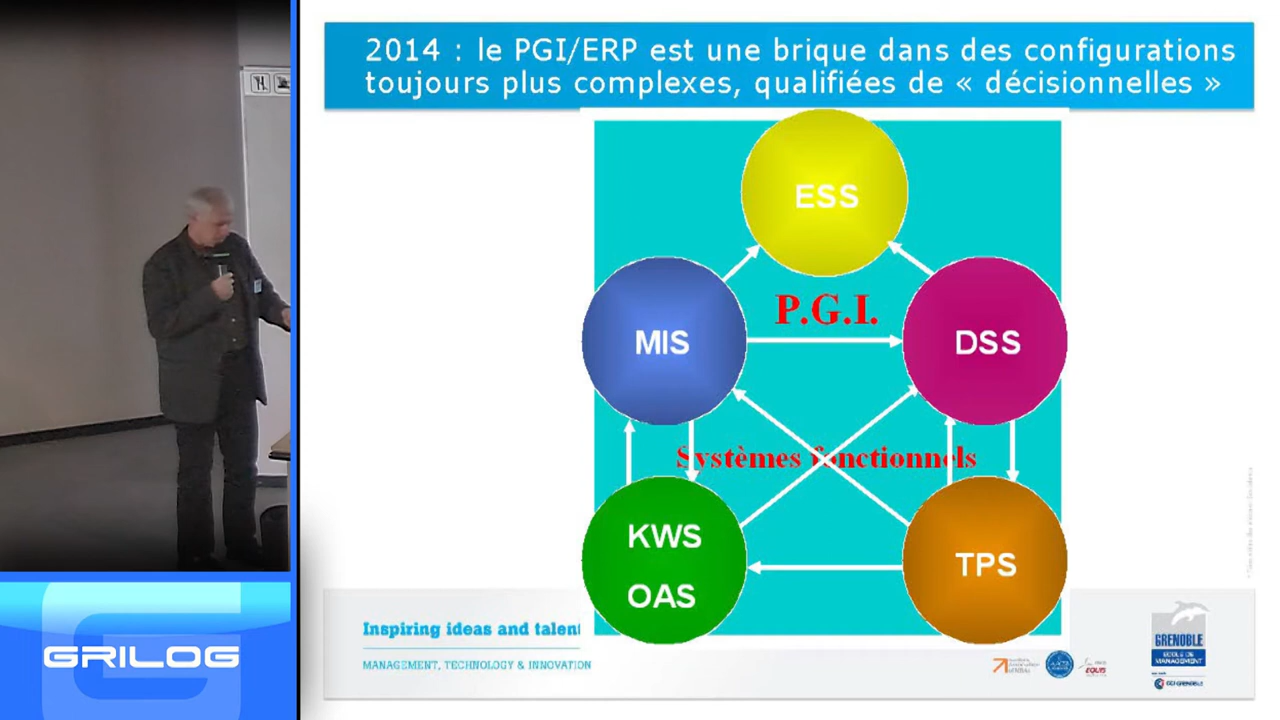 2014 : le PGI/ERP est une brique dans des configurations
toujours plus complexes, qualifiées de « décisionnelles »
ESS
P.G.I.
MIS
DSS
Systèmes fonctionnels
KWS
OAS
TPS
Inspiring ideas and talent
MANAGEMENT, TECHNOLOGY & INNOVATION
EQUIS
GRENOBLE
ECOLE DE
MANAGEMENT
CCI GRENOBLE
GRILOG